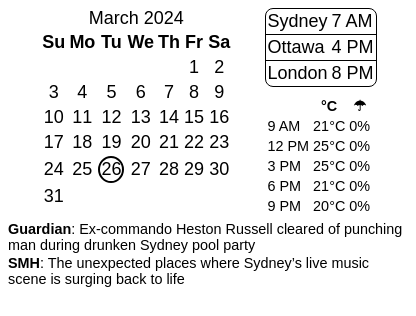 March 2024
Su Mo Tu We Th Fr Sa
1 2
3 4 5 6 7 8 9
10 11 12 13 14 15 16
17 18 19 20 21 22 23
24 25 26 27 28 29 30
31
Sydney 7 AM
Ottawa 4 PM
London 8 PM
°C ☂
9 AM 21°C 0%
12 PM 25°C 0%
3 PM 25°C 0%
6 PM 21°C 0%
9 PM 20°C 0%
Guardian: Ex-commando Heston Russell cleared of punching
man during drunken Sydney pool party
SMH: The unexpected places where Sydney's live music
scene is surging back to life